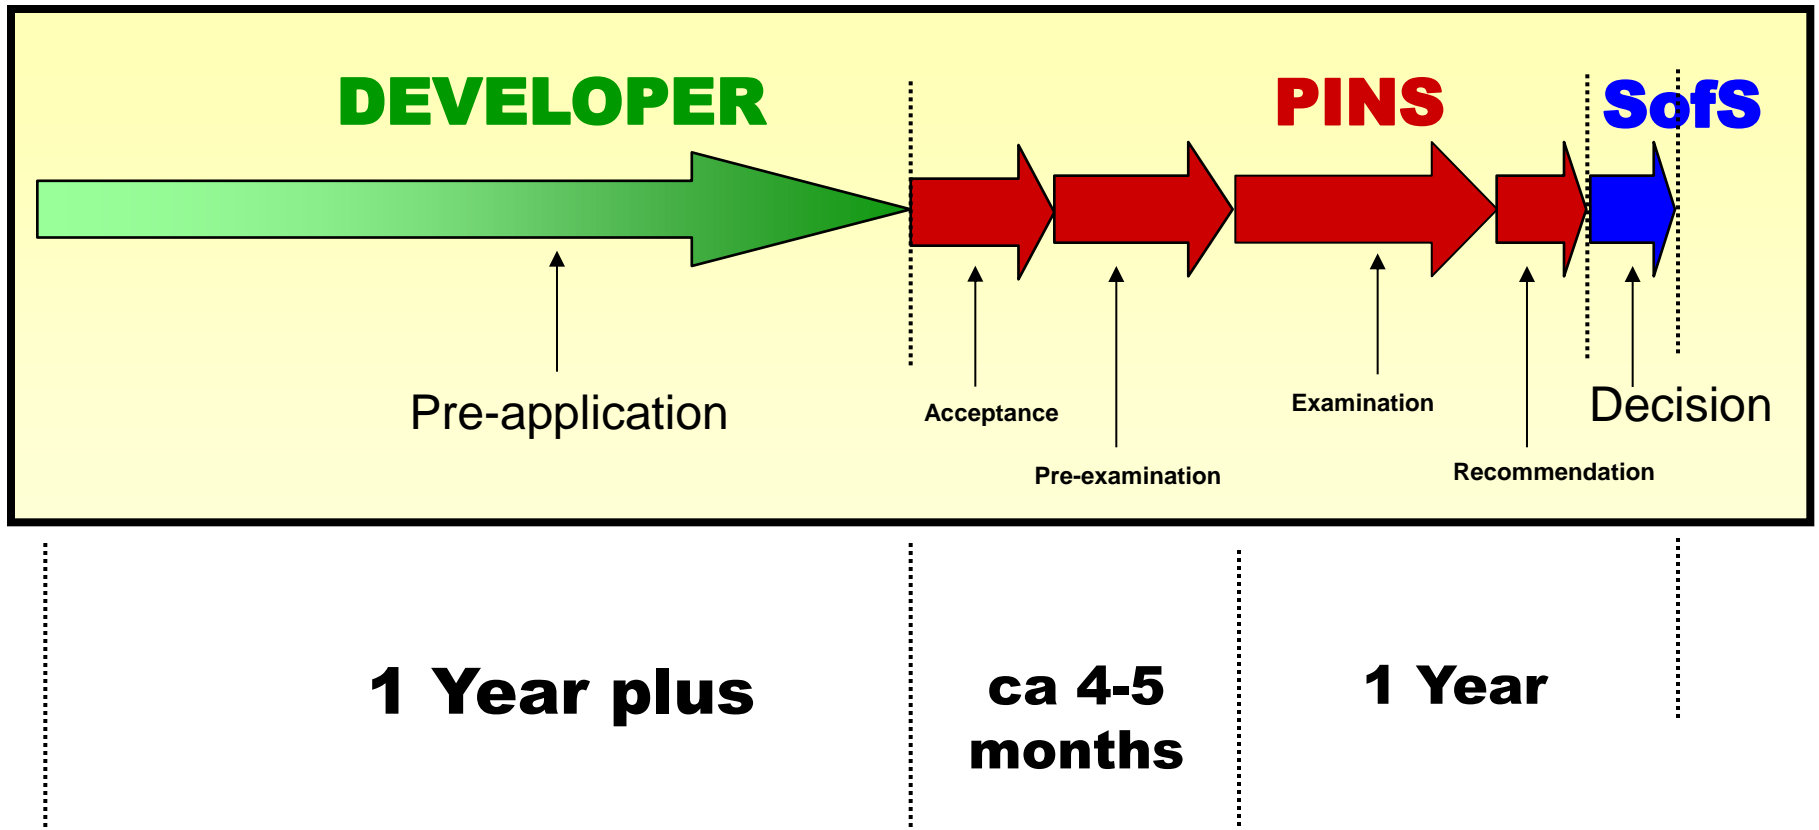 DEVELOPER
PINS
SofS
Pre-application
Acceptance
Pre-examination
Examination
Recommendation
Decision
1 Year plus
ca 4-5
months
1 Year